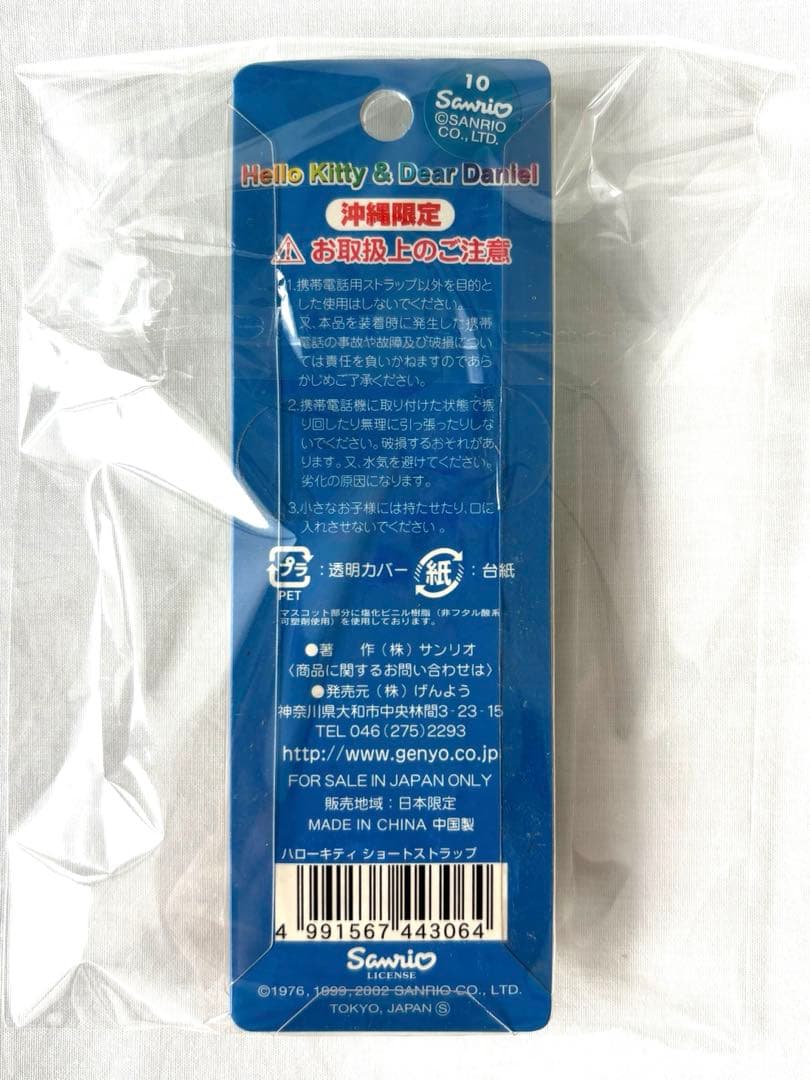 10
Sanrio
©SANRIO
CO., LTD.
Hello Kitty & Dear Daniel
沖縄限定
お取扱上のご注意
1.携帯電話用ストラップ以外を目的と
した使用はしないでください。
又、本品を装着時に発生した携帯
電話の事故や故障及び破損につい
ては責任を負いかねますのであら
かじめご了承ください。
2.携帯電話機に取り付けた状態で振
り回したり無理に引っ張ったりしな
いでください。破損するおそれがあ
ります。又、水気を避けてください。
劣化の原因になります。
3.小さなお子様には持たせたり、口に
入れさせないでください。
プラ:透明カバー 紙:台紙
PET
マスコット部分に塩化ビニル樹脂(非フタル酸系
可塑剤使用)を使用しております。
●著 作(株)サンリオ
〈商品に関するお問い合わせは〉
●発売元(株)げんよう
神奈川県大和市中央林間3-23-15
TEL 046(275)2293
http://www.genyo.co.jp
FOR SALE IN JAPAN ONLY
販売地域:日本限定
MADE IN CHINA 中国製
ハローキティ ショートストラップ
4 991567 443064
Sanrio
LICENSE
©1976, 1999, 2002 SANRIO CO., LTD.
TOKYO, JAPAN Ⓢ